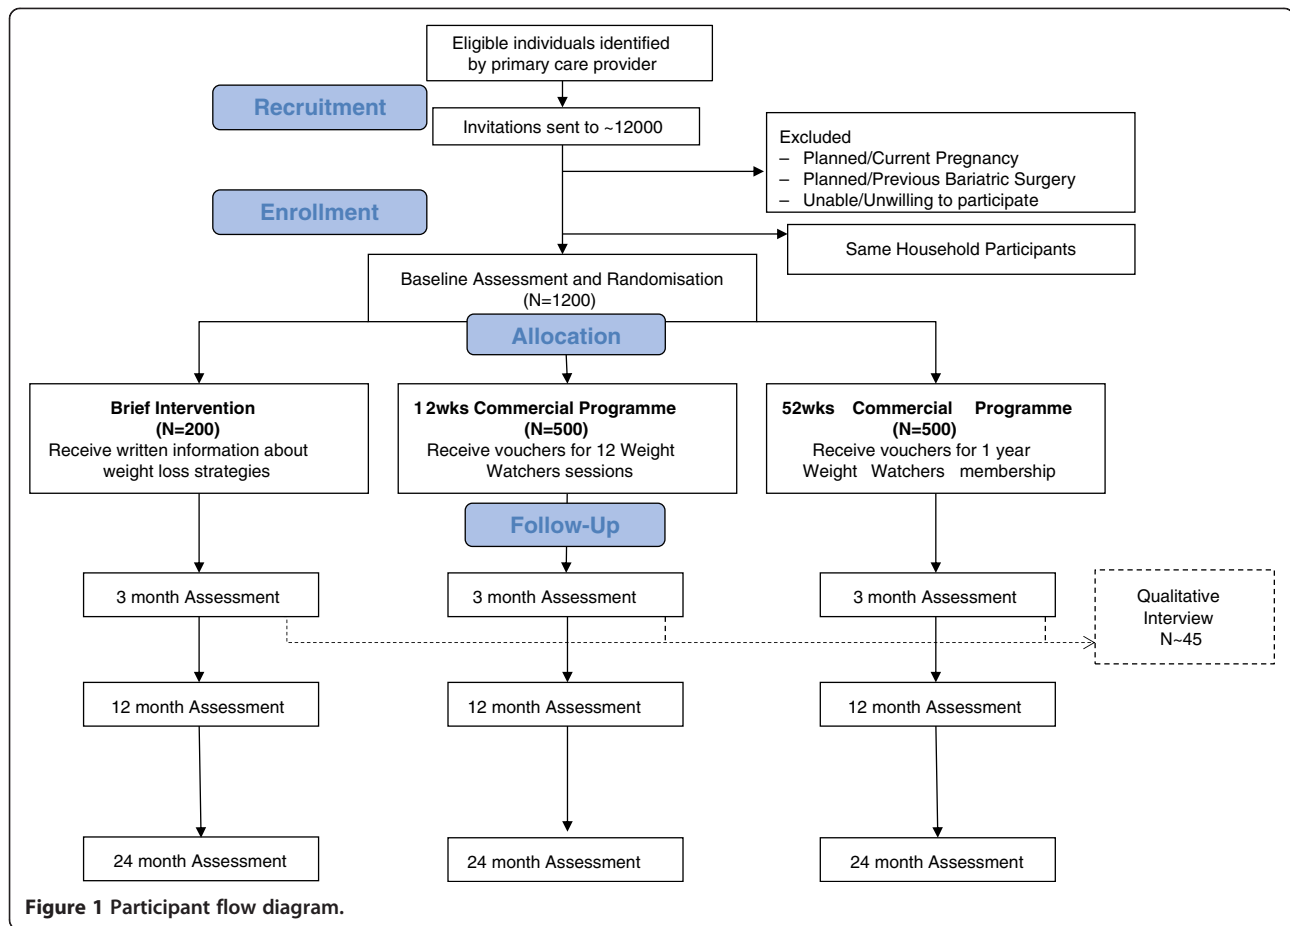 Eligible individuals identified
by primary care provider
Recruitment
Invitations sent to ~12000
Excluded
– Planned/Current Pregnancy
– Planned/Previous Bariatric Surgery
– Unable/Unwilling to participate
Enrollment
Same Household Participants
Baseline Assessment and Randomisation
(N=1200)
Allocation
Brief Intervention
(N=200)
Receive written information about
weight loss strategies
12wks Commercial Programme
(N=500)
Receive vouchers for 12 Weight
Watchers sessions
52wks Commercial Programme
(N=500)
Receive vouchers for 1 year
Weight Watchers membership
Follow-Up
3 month Assessment
3 month Assessment
3 month Assessment
Qualitative
Interview
N~45
12 month Assessment
12 month Assessment
12 month Assessment
24 month Assessment
24 month Assessment
24 month Assessment
Figure 1 Participant flow diagram.